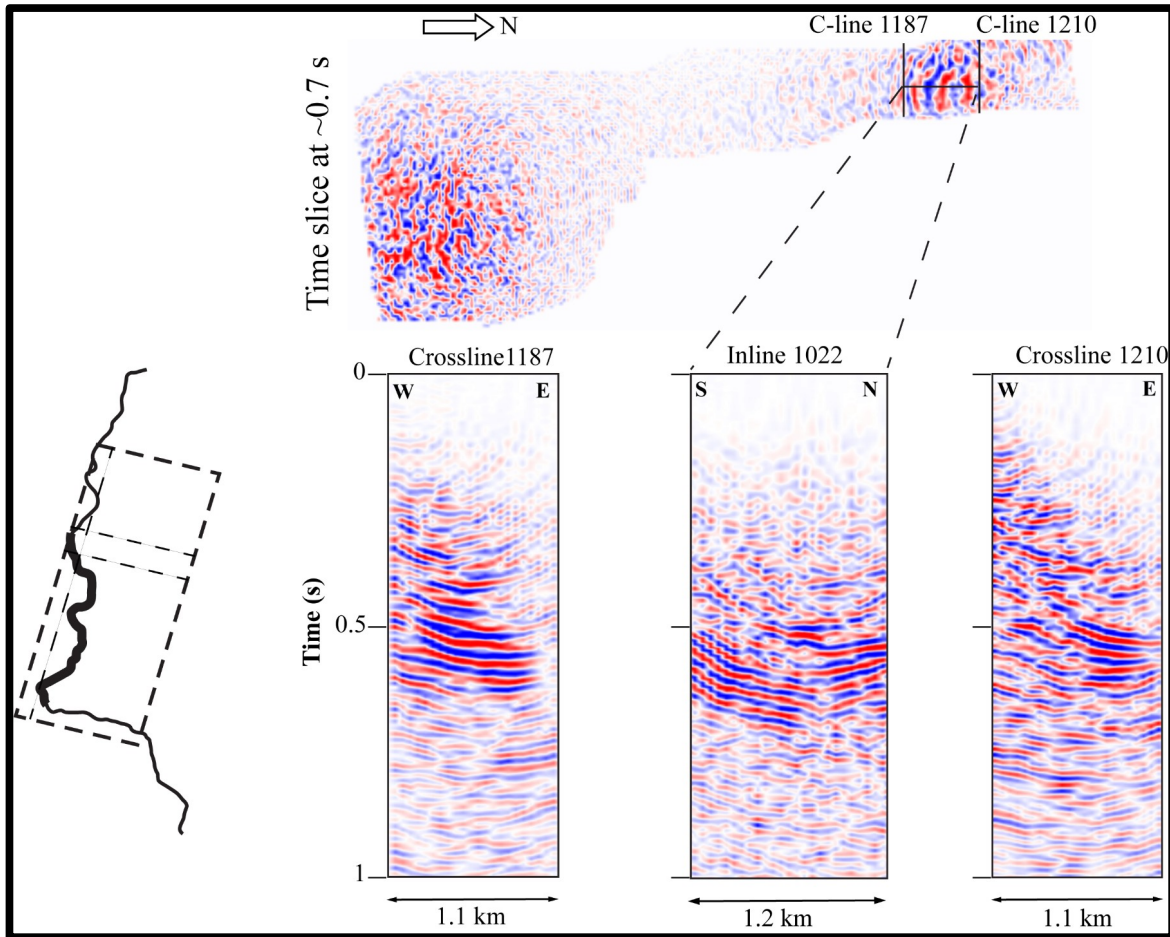 N
C-line 1187
C-line 1210
Time slice at ~0.7 s
Crossline1187
Inline 1022
Crossline 1210
0
W E
S N
W E
Time (s)
0.5
1
1.1 km
1.2 km
1.1 km